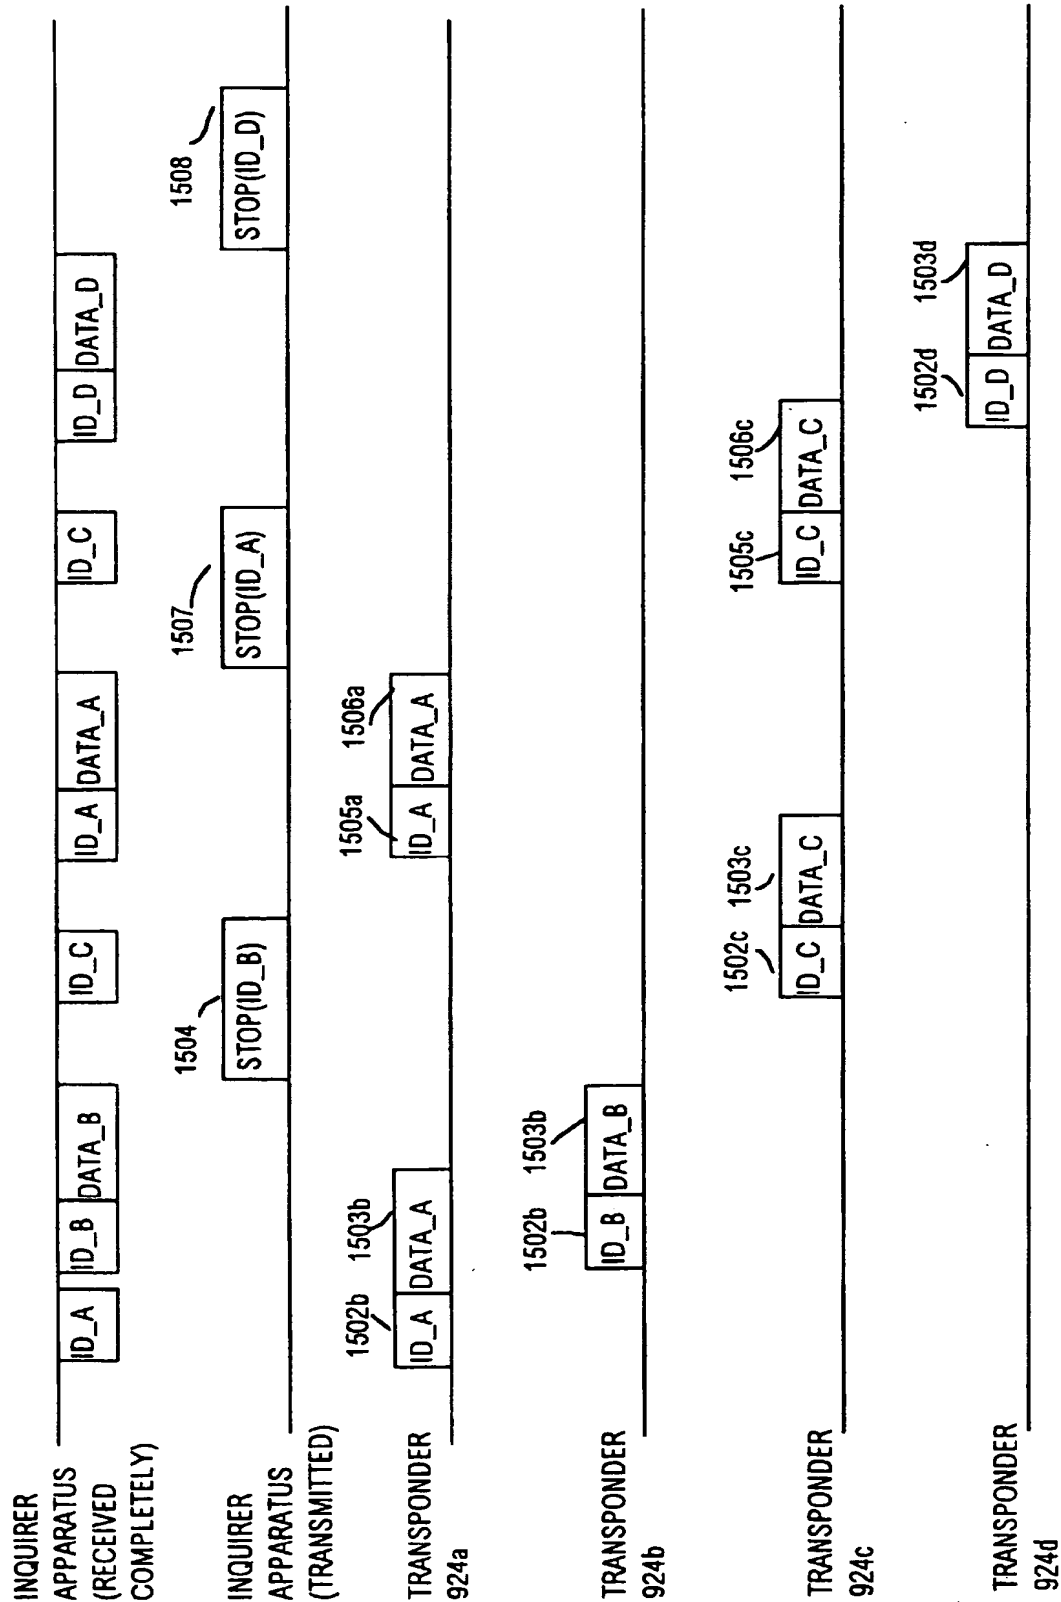 INQUIRER
APPARATUS
(RECEIVED
COMPLETELY)
ID_A
ID_B
DATA_B
ID_C
ID_A
DATA_A
ID_C
ID_D
DATA_D
INQUIRER
APPARATUS
(TRANSMITTED)
1504
STOP(ID_B)
1507
STOP(ID_A)
1508
STOP(ID_D)
TRANSPONDER
924a
1502b
1503b
ID_A
DATA_A
1505a
1506a
ID_A
DATA_A
TRANSPONDER
924b
1502b
1503b
ID_B
DATA_B
TRANSPONDER
924c
1502c
1503c
ID_C
DATA_C
1505c
1506c
ID_C
DATA_C
TRANSPONDER
924d
1502d
1503d
ID_D
DATA_D